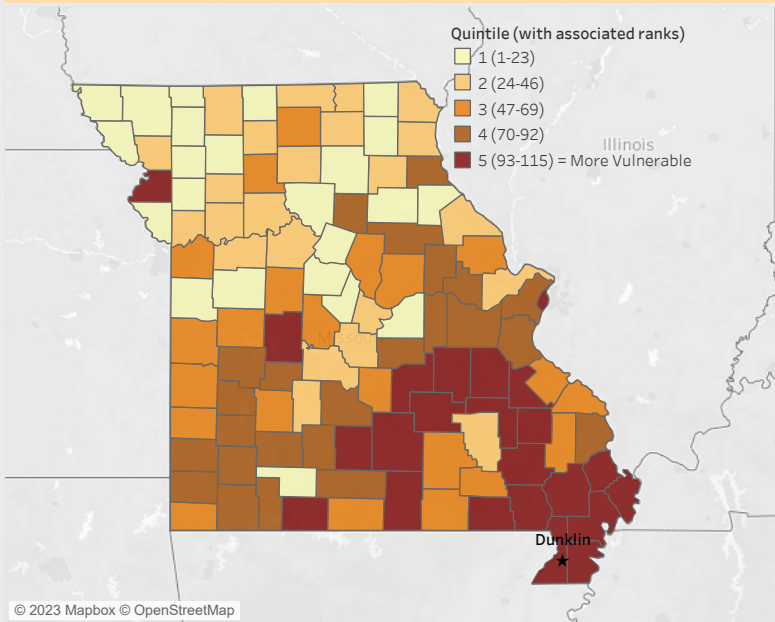 Quintile (with associated ranks)
1 (1-23)
2 (24-46)
3 (47-69)
4 (70-92)
5 (93-115) = More Vulnerable
Illinois
Missouri
Dunklin
© 2023 Mapbox © OpenStreetMap